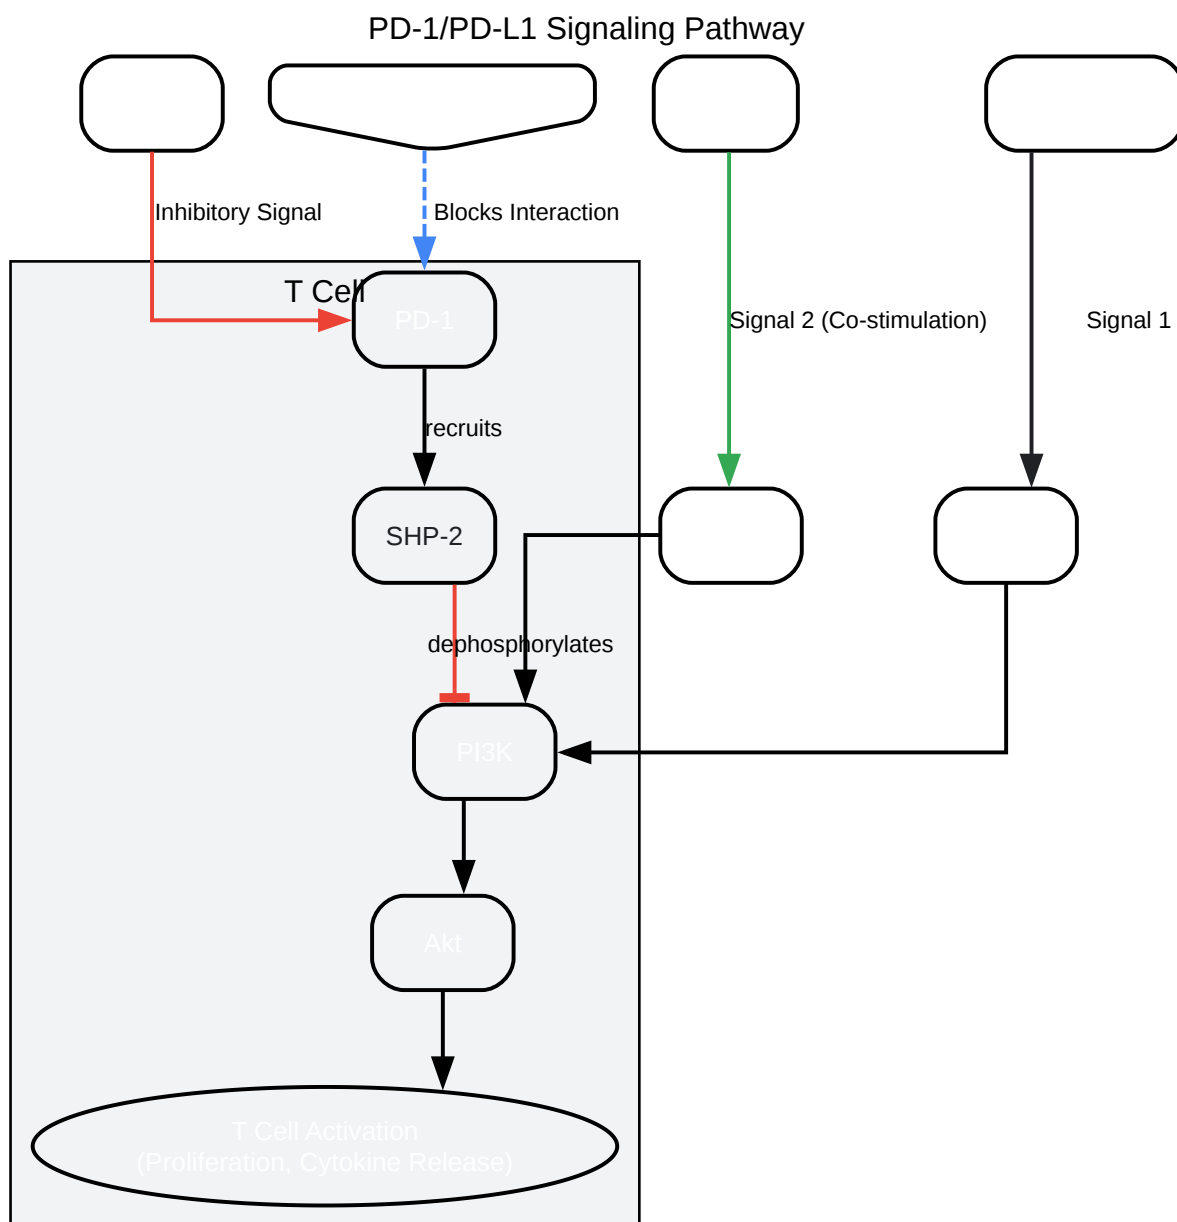 PD-1/PD-L1 Signaling Pathway
Inhibitory Signal
Blocks Interaction
T Cell
PD-1
Signal 2 (Co-stimulation)
Signal 1
recruits
SHP-2
dephosphorylates
PI3K
Akt
T Cell Activation
(Proliferation, Cytokine Release)